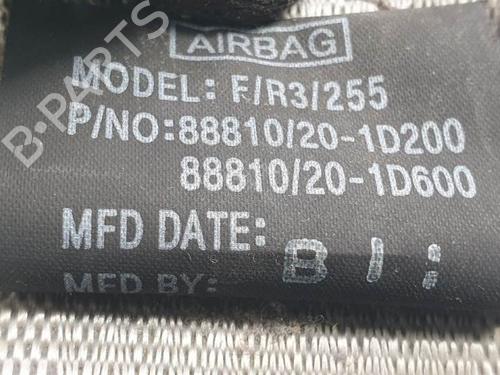 B-PARTS
AIRBAG
MODEL: F/R3/255
P/NO:88810/20-1D200
88810/20-1D600
MFD DATE:
MFD BY: